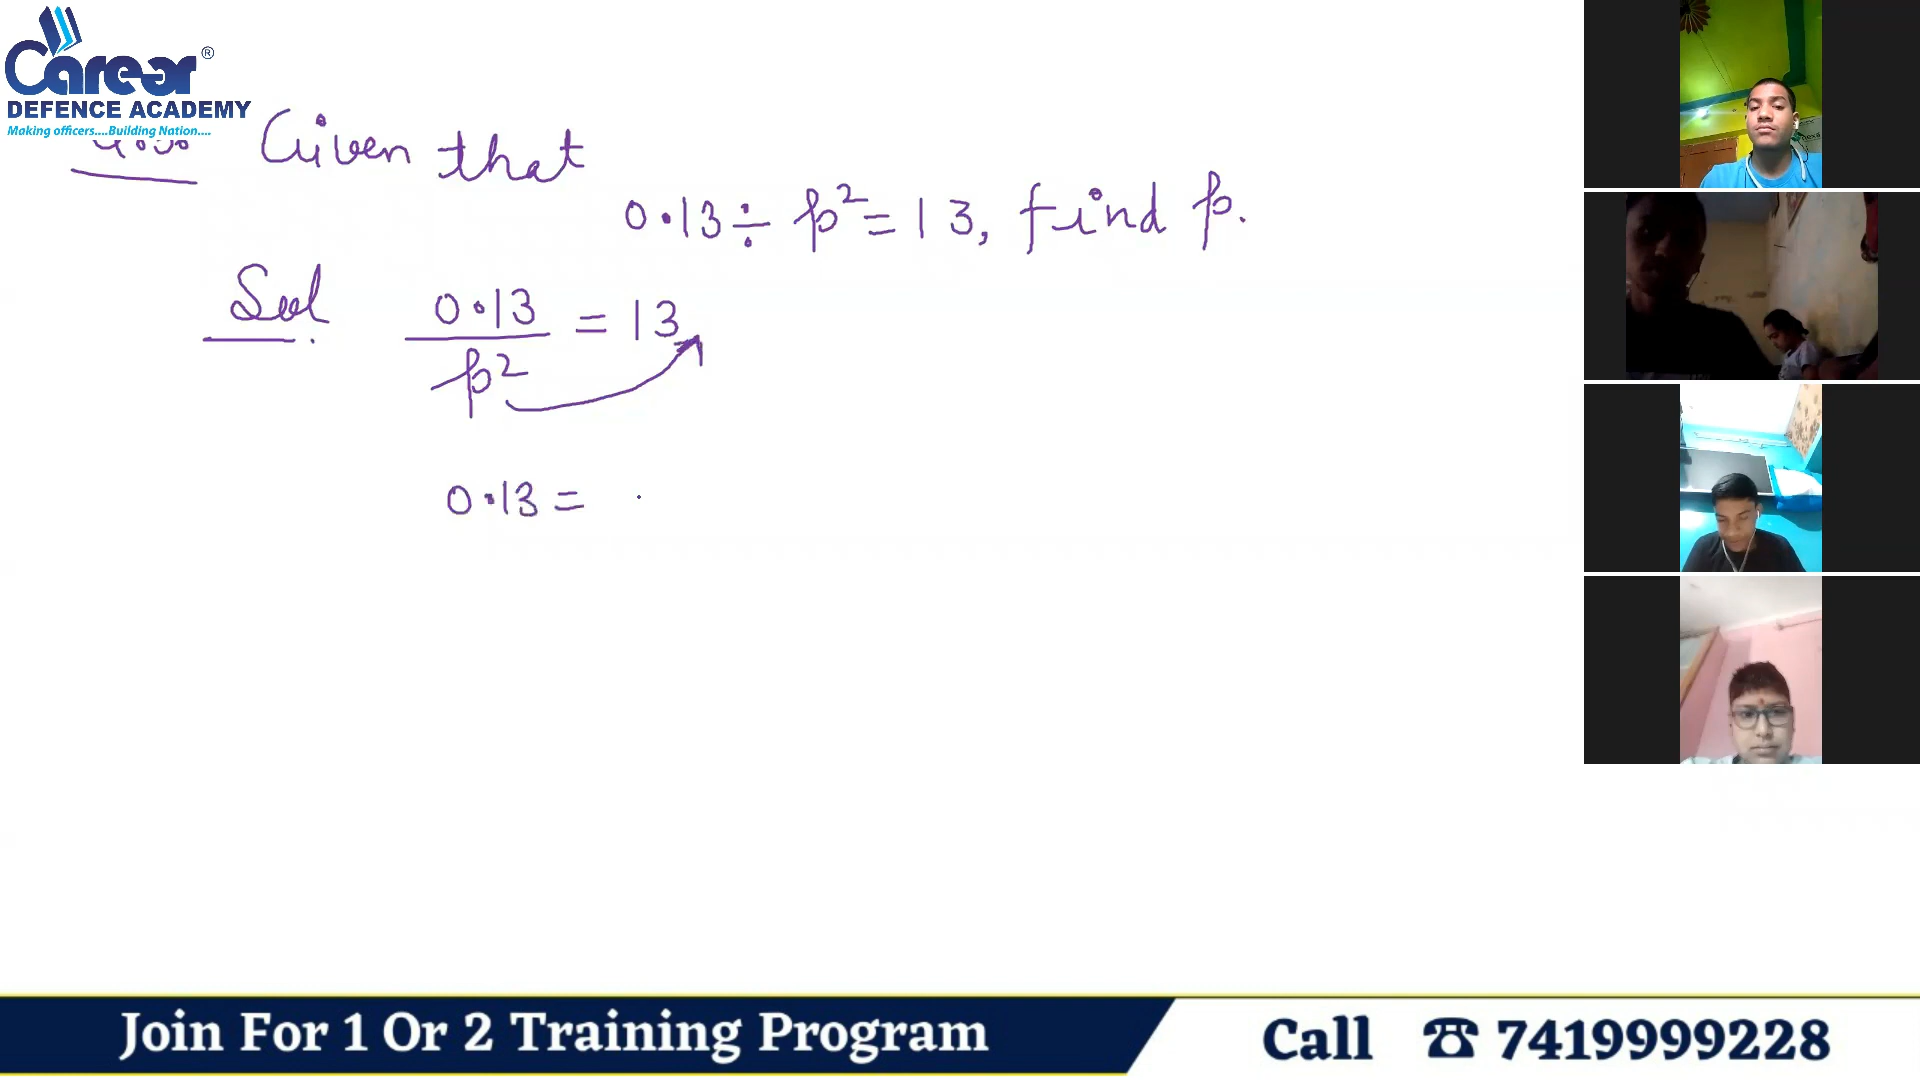 Carear®
DEFENCE ACADEMY
Making officers....Building Nation....
Given that
0.13 ÷ p² = 13, find p.
Sol. 0.13 / p² = 13
0.13 =
Join For 1 Or 2 Training Program
Call ☎ 7419999228